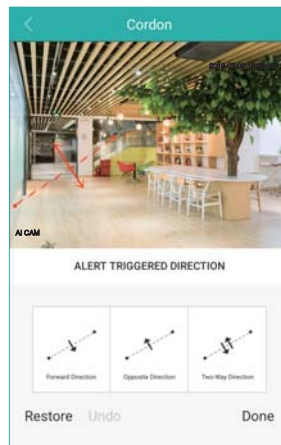 Cordon
AI CAM
ALERT TRIGGERED DIRECTION
Forward Direction
Opposite Direction
Two-Way Direction
Restore
Undo
Done